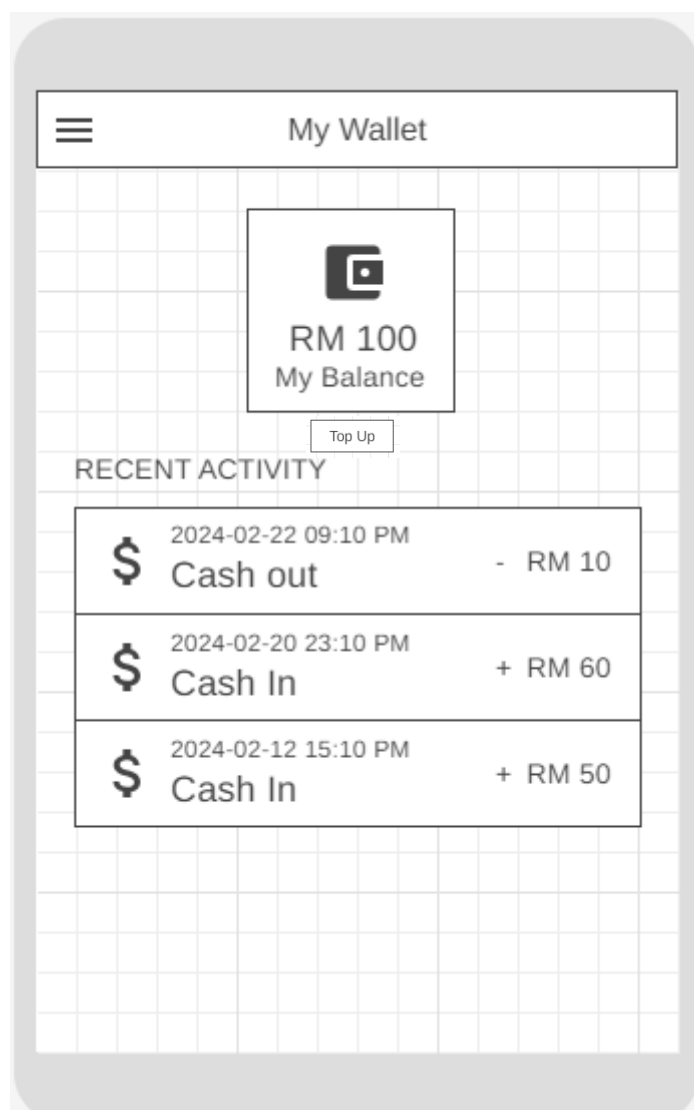 My Wallet
RM 100
My Balance
Top Up
RECENT ACTIVITY
2024-02-22 09:10 PM
Cash out
- RM 10
2024-02-20 23:10 PM
Cash In
+ RM 60
2024-02-12 15:10 PM
Cash In
+ RM 50